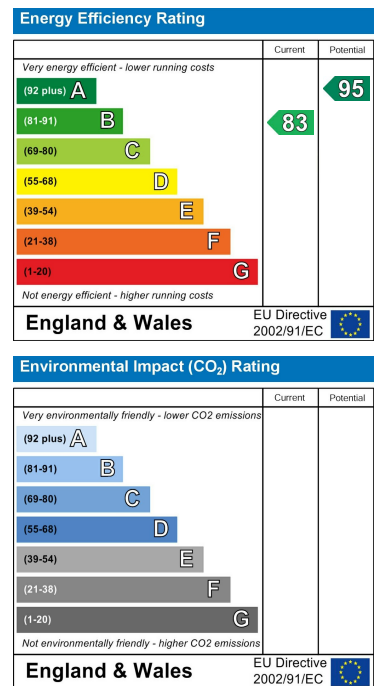 Energy Efficiency Rating
Current Potential
Very energy efficient - lower running costs
(92 plus) A 95
(81-91) B 83
(69-80) C
(55-68) D
(39-54) E
(21-38) F
(1-20) G
Not energy efficient - higher running costs
England & Wales
EU Directive
2002/91/EC
Environmental Impact (CO₂) Rating
Current Potential
Very environmentally friendly - lower CO2 emissions
(92 plus) A
(81-91) B
(69-80) C
(55-68) D
(39-54) E
(21-38) F
(1-20) G
Not environmentally friendly - higher CO2 emissions
England & Wales
EU Directive
2002/91/EC